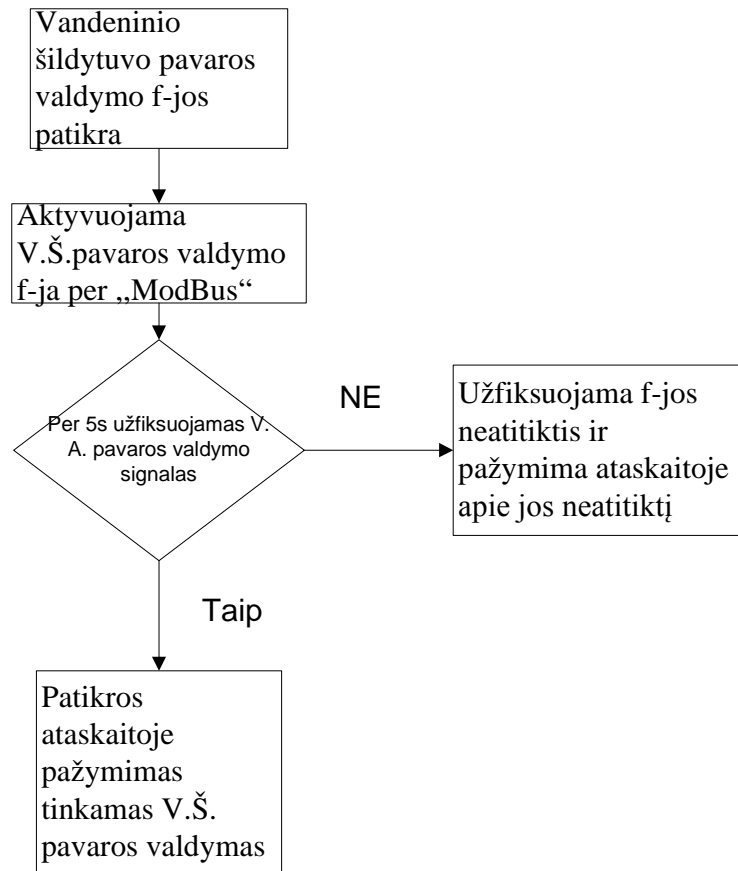 Vandeninio
šildytuvo pavaros
valdymo f-jos
patikra
Aktyvuojama
V.Š.pavaros valdymo
f-ja per „ModBus“
Per 5s užfiksuojamas V.
A. pavaros valdymo
signalas
NE
Užfiksuojama f-jos
neatitiktis ir
pažymima ataskaitoje
apie jos neatitiktį
Taip
Patikros
ataskaitoje
pažymimas
tinkamas V.Š.
pavaros valdymas